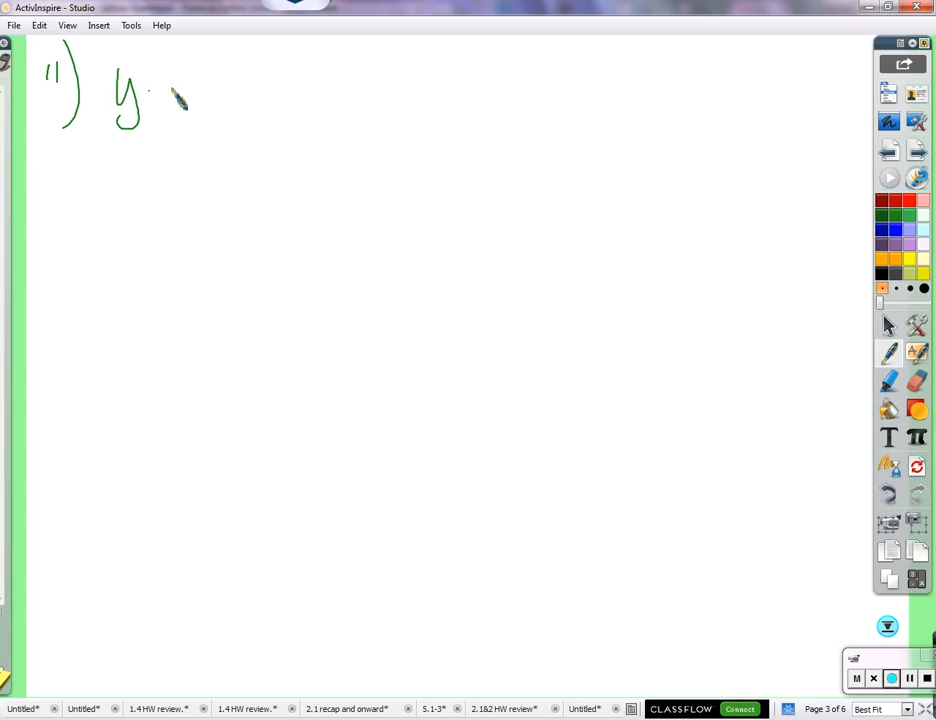 ActivInspire - Studio
File Edit View Insert Tools Help
11) y
Untitled* Untitled* 1.4 HW review.* 1.4 HW review.* 2.1 recap and onward* 5.1-3* 2.1&2 HW review* Untitled* CLASSFLOW Connect Page 3 of 6 Best Fit
M